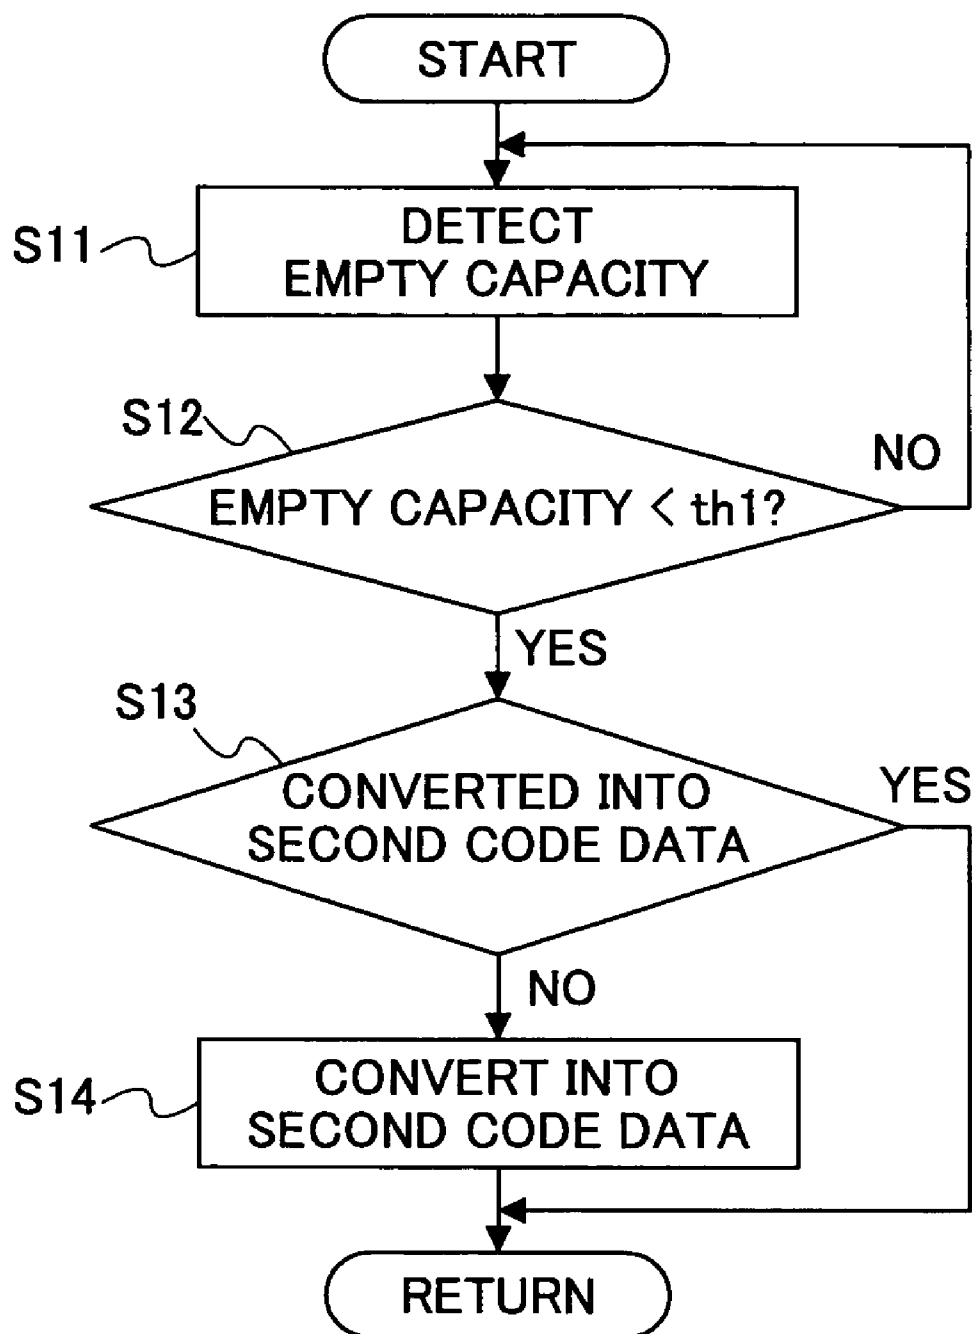 START
S11
DETECT
EMPTY CAPACITY
S12
NO
EMPTY CAPACITY < th1?
YES
S13
YES
CONVERTED INTO
SECOND CODE DATA
NO
S14
CONVERT INTO
SECOND CODE DATA
RETURN